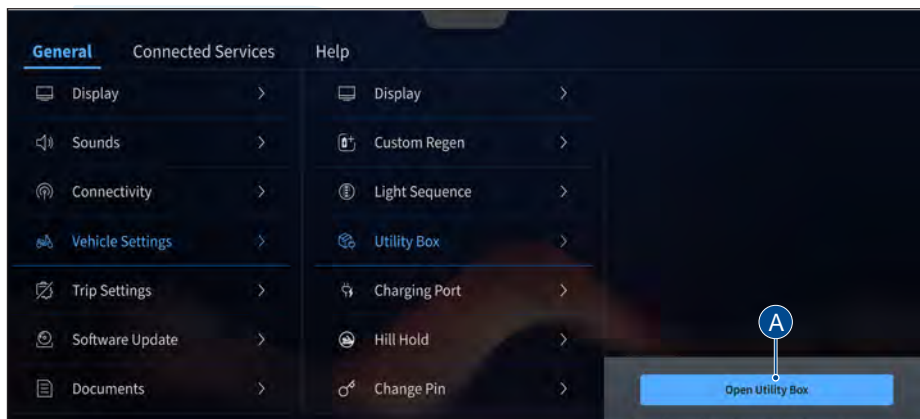 General Connected Services Help
Display
Sounds
Connectivity
Vehicle Settings
Trip Settings
Software Update
Documents
Display
Custom Regen
Light Sequence
Utility Box
Charging Port
Hill Hold
Change Pin
A
Open Utility Box